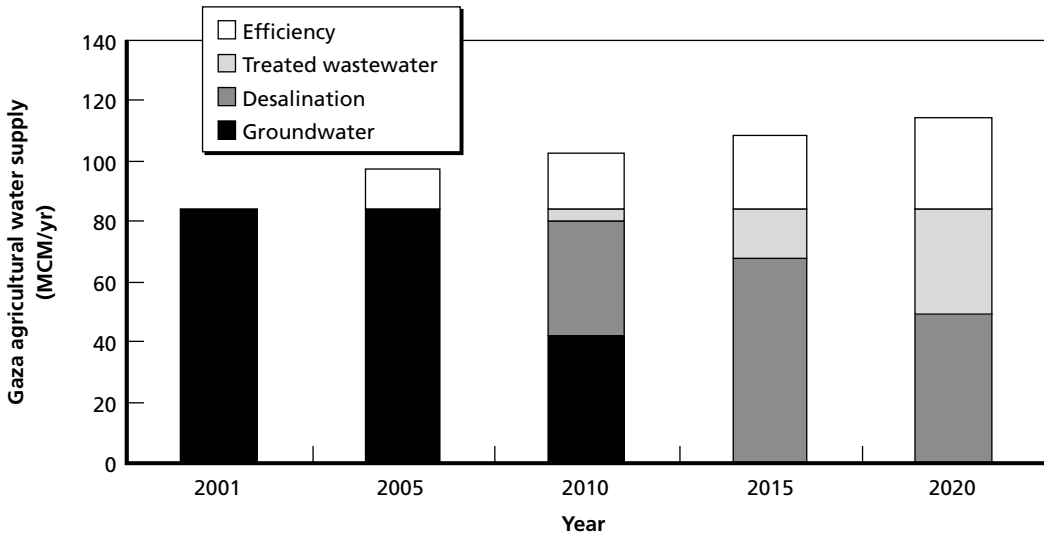 Efficiency
Treated wastewater
Desalination
Groundwater
Gaza agricultural water supply
(MCM/yr)
140
120
100
80
60
40
20
0
2001
2005
2010
2015
2020
Year